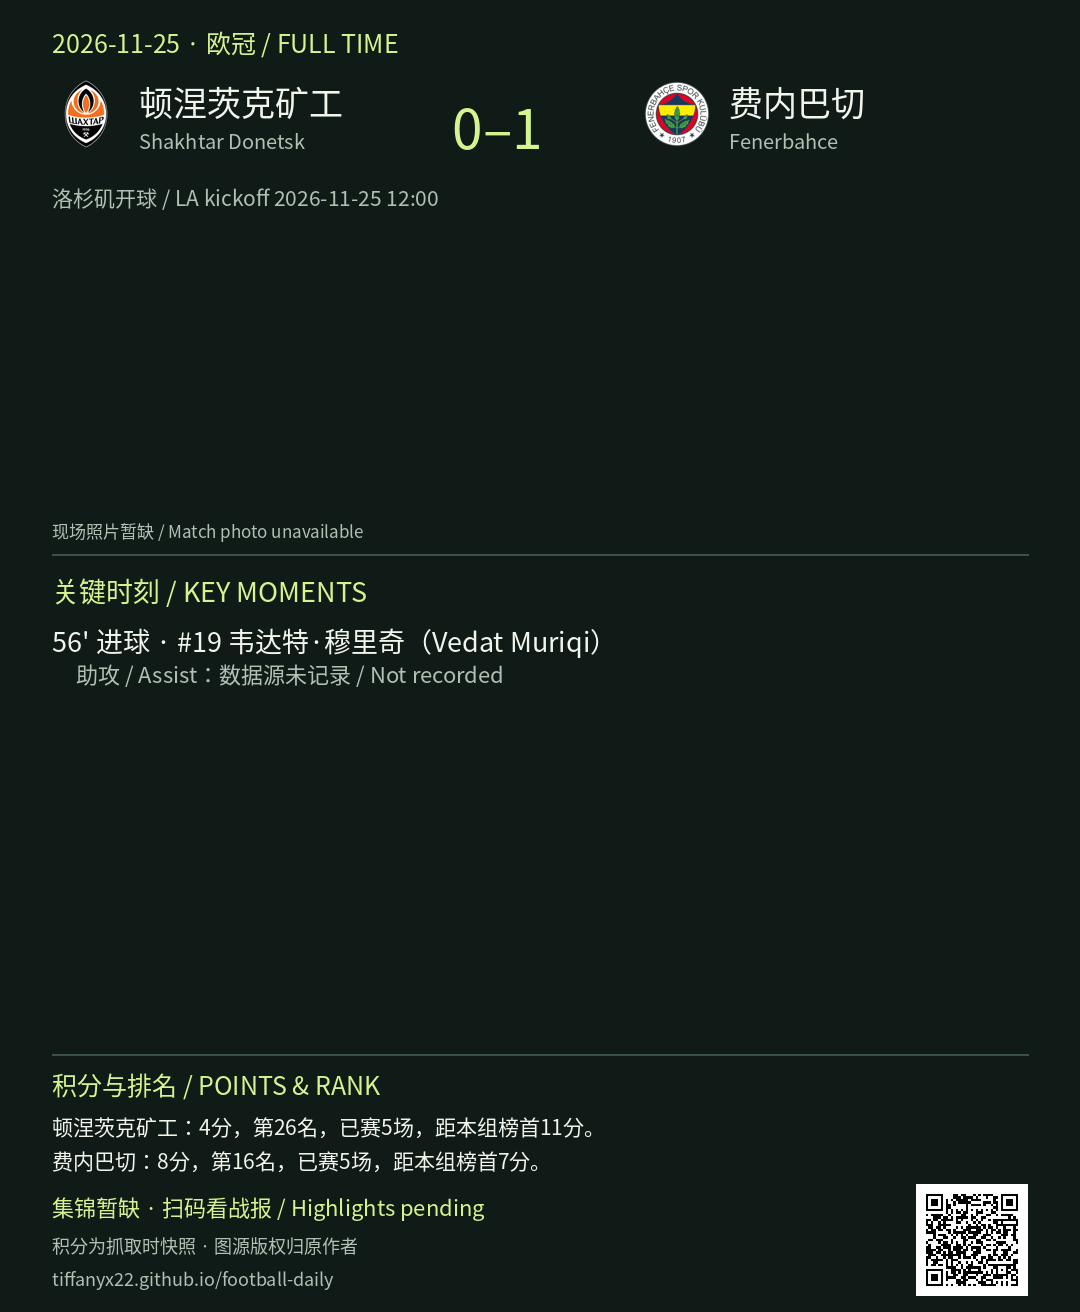 2026-11-25 · 欧冠 / FULL TIME
顿涅茨克矿工
Shakhtar Donetsk
0–1
费内巴切
Fenerbahce
ШАХТАР
1936
FENERBAHÇE SPOR KULÜBÜ
1907
洛杉矶开球 / LA kickoff 2026-11-25 12:00
现场照片暂缺 / Match photo unavailable
关键时刻 / KEY MOMENTS
56' 进球 · #19 韦达特·穆里奇（Vedat Muriqi）
助攻 / Assist：数据源未记录 / Not recorded
积分与排名 / POINTS & RANK
顿涅茨克矿工：4分，第26名，已赛5场，距本组榜首11分。
费内巴切：8分，第16名，已赛5场，距本组榜首7分。
集锦暂缺 · 扫码看战报 / Highlights pending
积分为抓取时快照 · 图源版权归原作者
tiffanyx22.github.io/football-daily